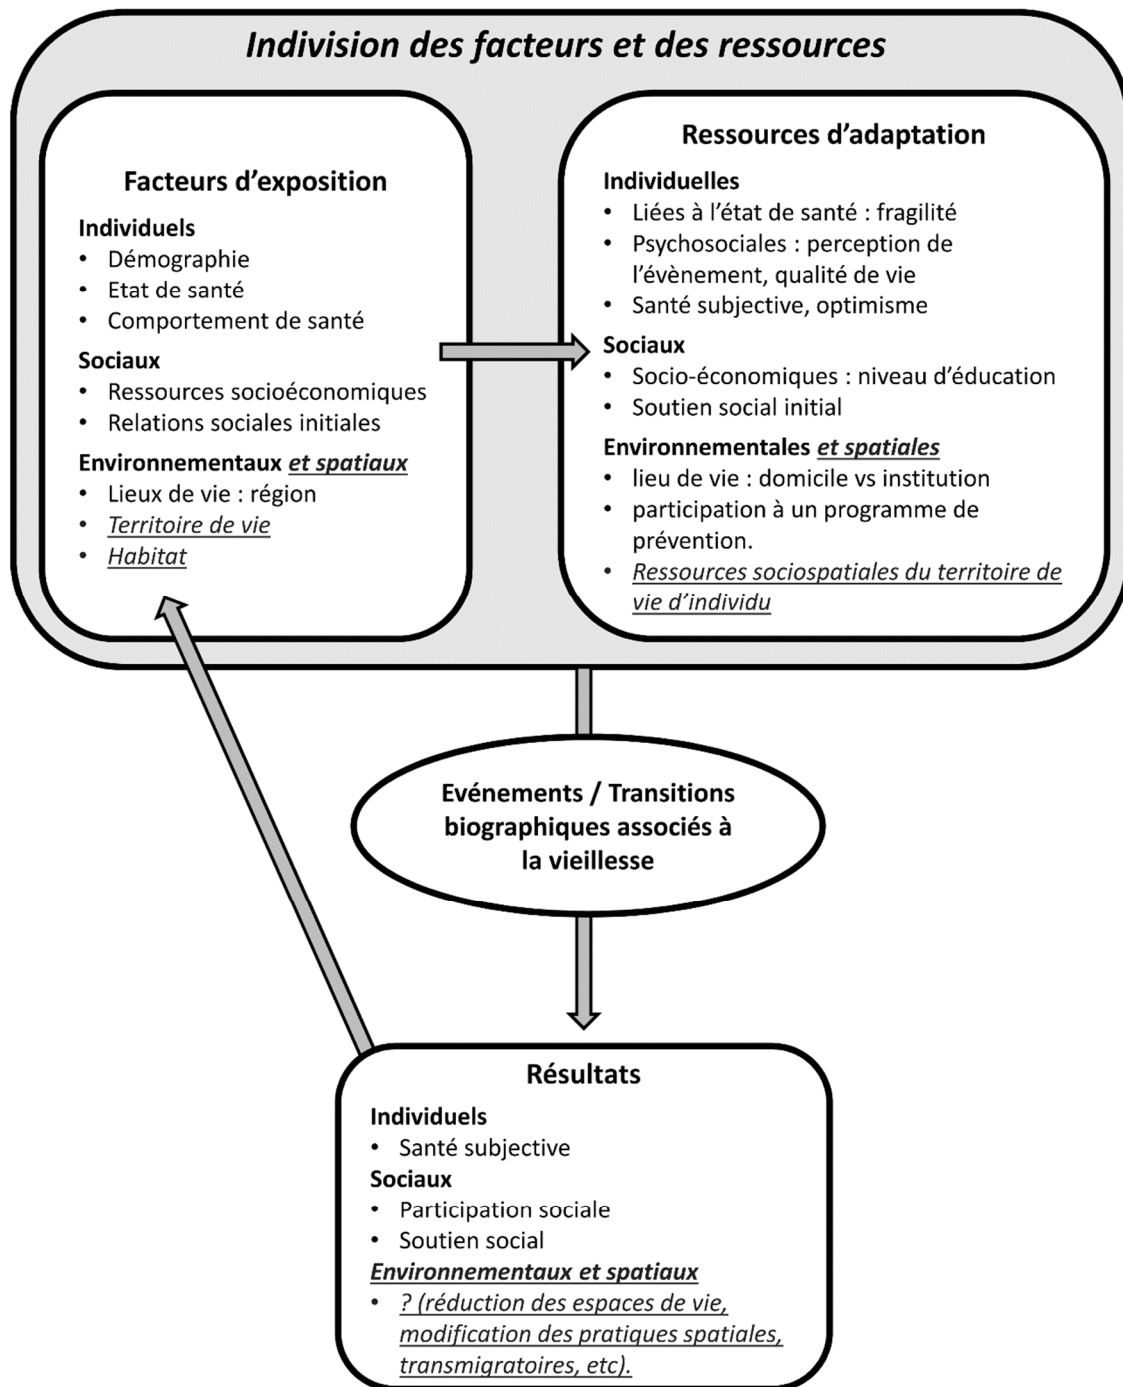 Indivision des facteurs et des ressources
Facteurs d'exposition
Individuels
• Démographie
• Etat de santé
• Comportement de santé
Sociaux
• Ressources socioéconomiques
• Relations sociales initiales
Environnementaux et spatiaux
• Lieux de vie : région
• Territoire de vie
• Habitat
Ressources d'adaptation
Individuelles
• Liées à l'état de santé : fragilité
• Psychosociales : perception de
l'évènement, qualité de vie
• Santé subjective, optimisme
Sociaux
• Socio-économiques : niveau d'éducation
• Soutien social initial
Environnementales et spatiales
• lieu de vie : domicile vs institution
• participation à un programme de
prévention.
• Ressources sociospatiales du territoire de
vie d'individu
Evénements / Transitions
biographiques associés à
la vieillesse
Résultats
Individuels
• Santé subjective
Sociaux
• Participation sociale
• Soutien social
Environnementaux et spatiaux
• ? (réduction des espaces de vie,
modification des pratiques spatiales,
transmigratoires, etc).